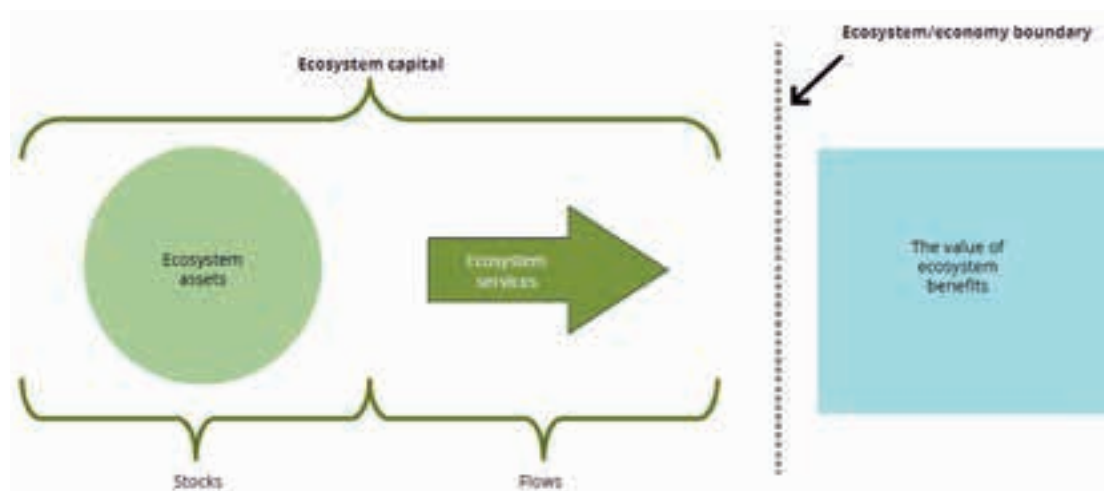 Ecosystem/economy boundary
Ecosystem capital
Ecosystem
assets
Ecosystem
services
The value of
ecosystem
benefits
Stocks
Flows